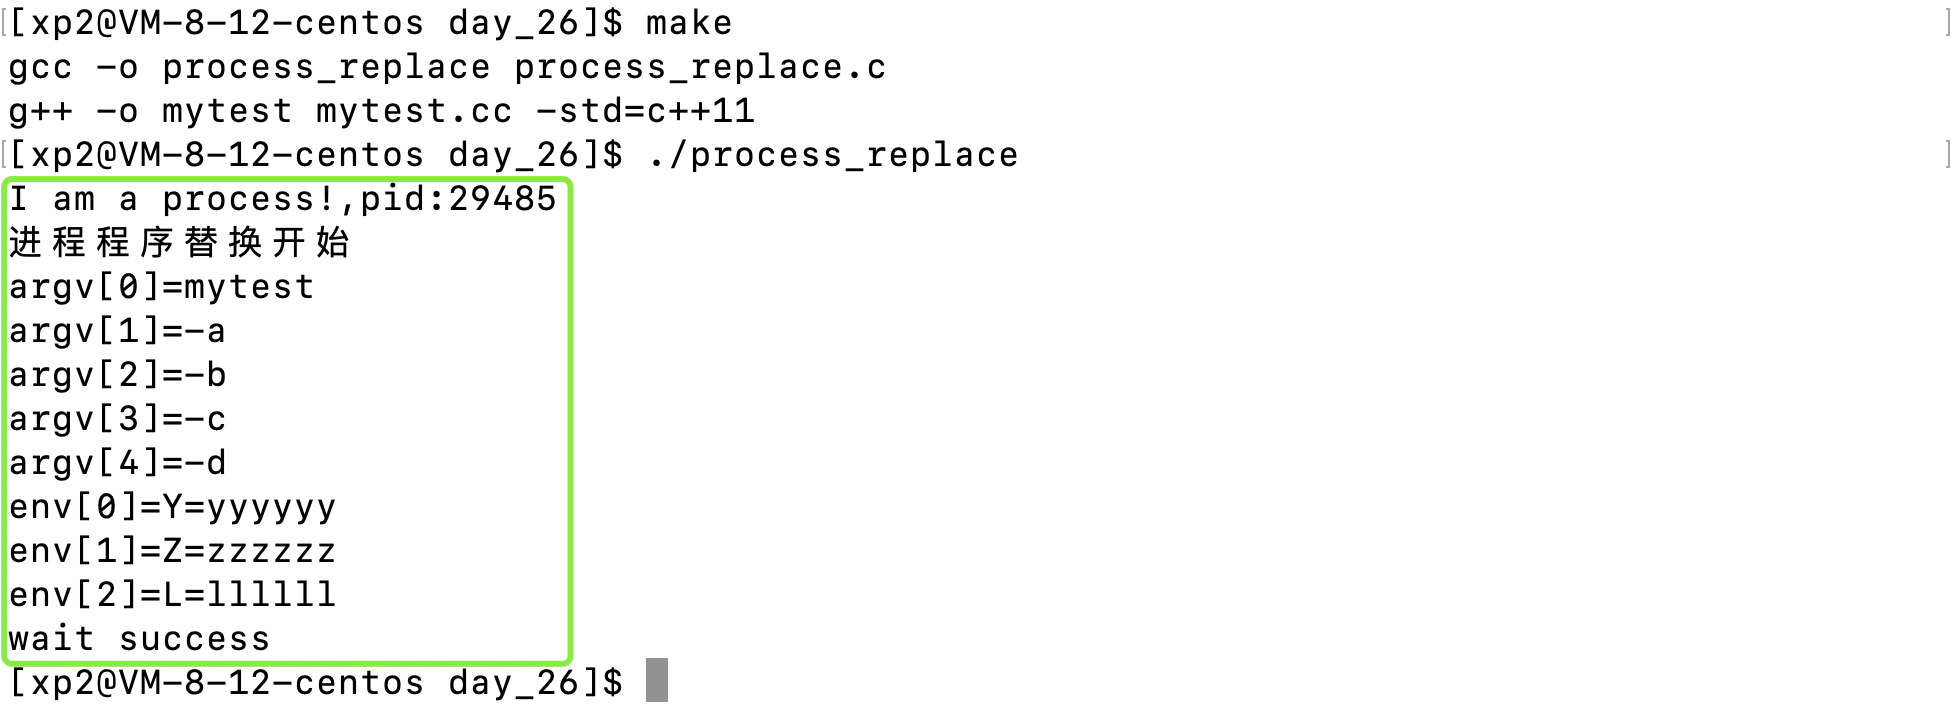 [xp2@VM-8-12-centos day_26]$ make
gcc -o process_replace process_replace.c
g++ -o mytest mytest.cc -std=c++11
[xp2@VM-8-12-centos day_26]$ ./process_replace
I am a process!,pid:29485
进程程序替换开始
argv[0]=mytest
argv[1]=-a
argv[2]=-b
argv[3]=-c
argv[4]=-d
env[0]=Y=yyyyyy
env[1]=Z=zzzzzz
env[2]=L=llllll
wait success
[xp2@VM-8-12-centos day_26]$